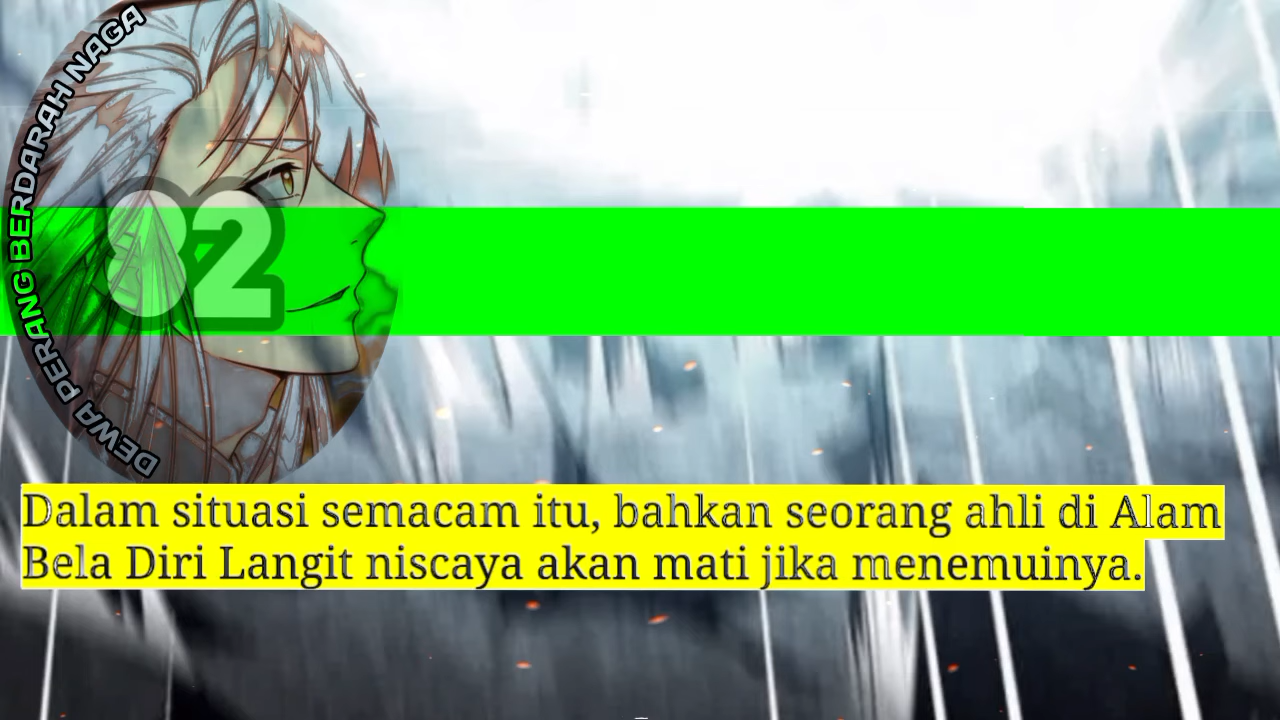 DEWA PERANG BERDARAH NAGA
82
Dalam situasi semacam itu, bahkan seorang ahli di Alam
Bela Diri Langit niscaya akan mati jika menemuinya.